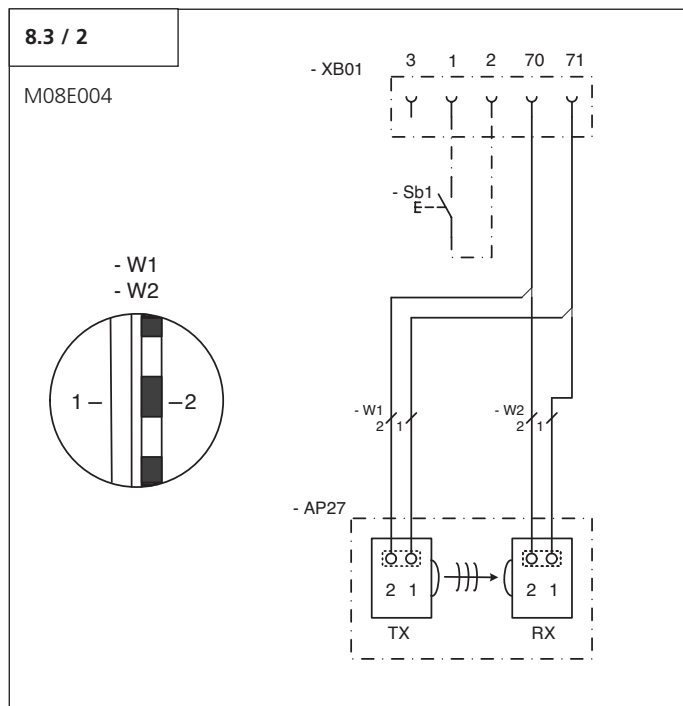 8.3 / 2
M08E004
- XB01 3 1 2 70 71
- Sb1
- W1
- W2
1 2
- W1 2 1 - W2 2 1
- AP27
2 1 2 1
TX RX